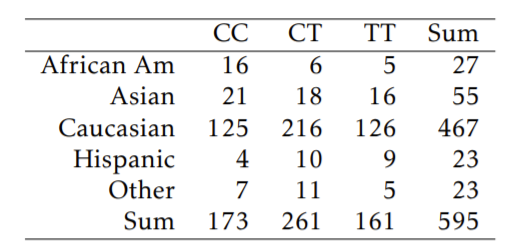 CC CT TT Sum
African Am 16 6 5 27
Asian 21 18 16 55
Caucasian 125 216 126 467
Hispanic 4 10 9 23
Other 7 11 5 23
Sum 173 261 161 595